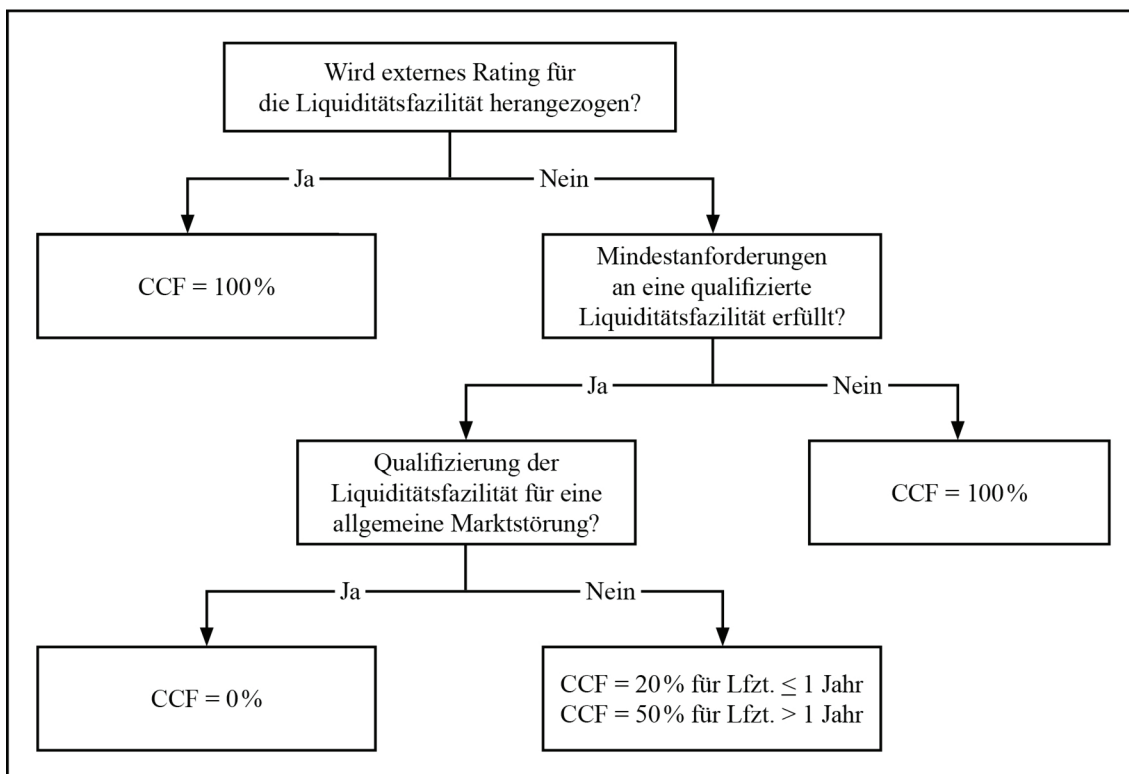 Wird externes Rating für
die Liquiditätsfazilität herangezogen?
Ja
Nein
CCF = 100%
Mindestanforderungen
an eine qualifizierte
Liquiditätsfazilität erfüllt?
Ja
Nein
Qualifizierung der
Liquiditätsfazilität für eine
allgemeine Marktstörung?
CCF = 100%
Ja
Nein
CCF = 0%
CCF = 20% für Lfzt. ≤ 1 Jahr
CCF = 50% für Lfzt. > 1 Jahr